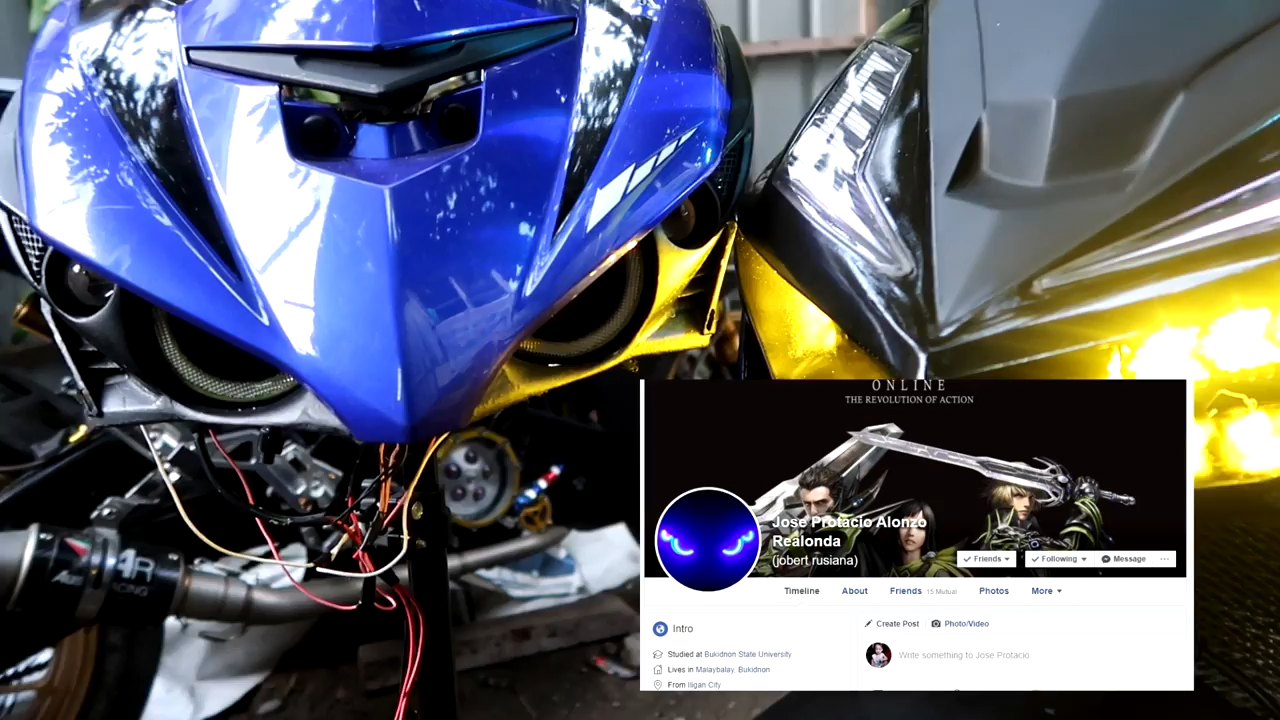 ONLINE
THE REVOLUTION OF ACTION
Jose Protacio Alonzo
Realonda
(jobert rusiana)
Friends
Following
Message
Timeline
About
Friends 15 Mutual
Photos
More
Intro
Studied at Bukidnon State University
Lives in Malaybalay, Bukidnon
From Iligan City
Create Post
Photo/Video
Write something to Jose Protacio